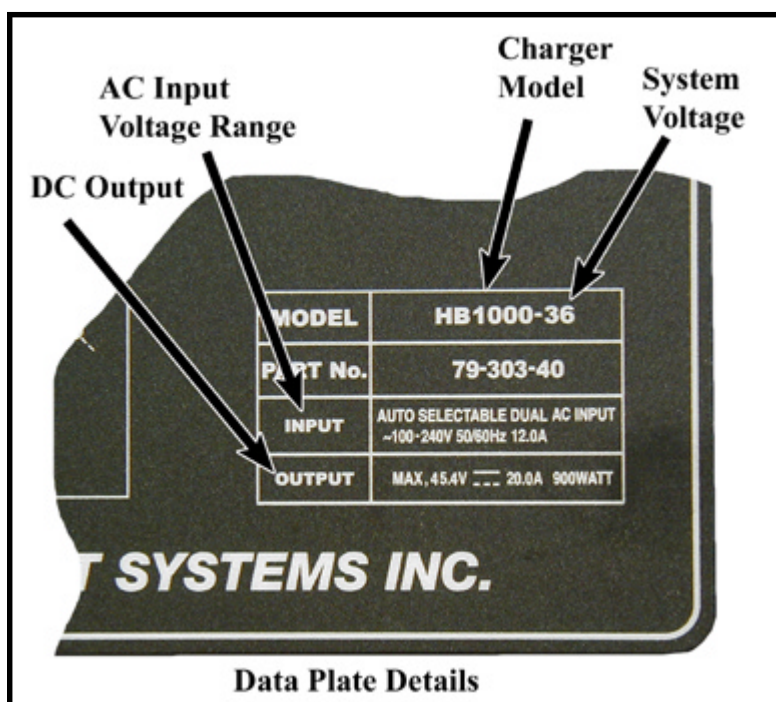 Charger
Model
System
Voltage
AC Input
Voltage Range
DC Output
MODEL HB1000-36
PART No. 79-303-40
INPUT AUTO SELECTABLE DUAL AC INPUT
~100-240V 50/60Hz 12.0A
OUTPUT MAX, 45.4V 20.0A 900WATT
T SYSTEMS INC.
Data Plate Details